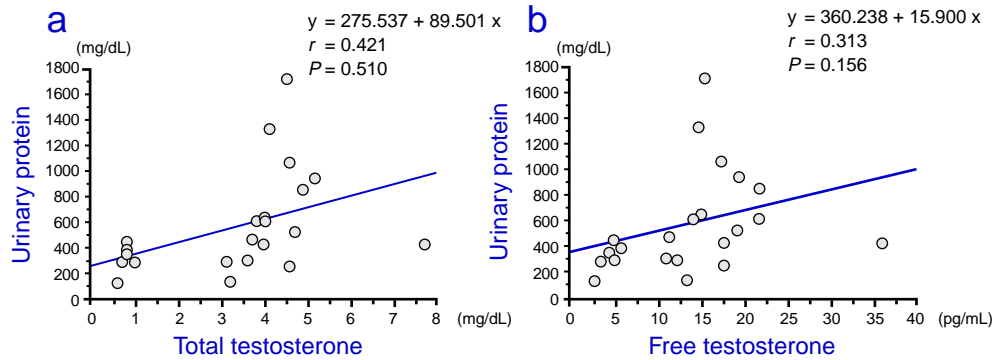 a
y = 275.537 + 89.501 x
r = 0.421
P = 0.510
(mg/dL)
Urinary protein
1800
1600
1400
1200
1000
800
600
400
200
0
0 1 2 3 4 5 6 7 8 (mg/dL)
Total testosterone
b
y = 360.238 + 15.900 x
r = 0.313
P = 0.156
(mg/dL)
Urinary protein
1800
1600
1400
1200
1000
800
600
400
200
0
0 5 10 15 20 25 30 35 40 (pg/mL)
Free testosterone